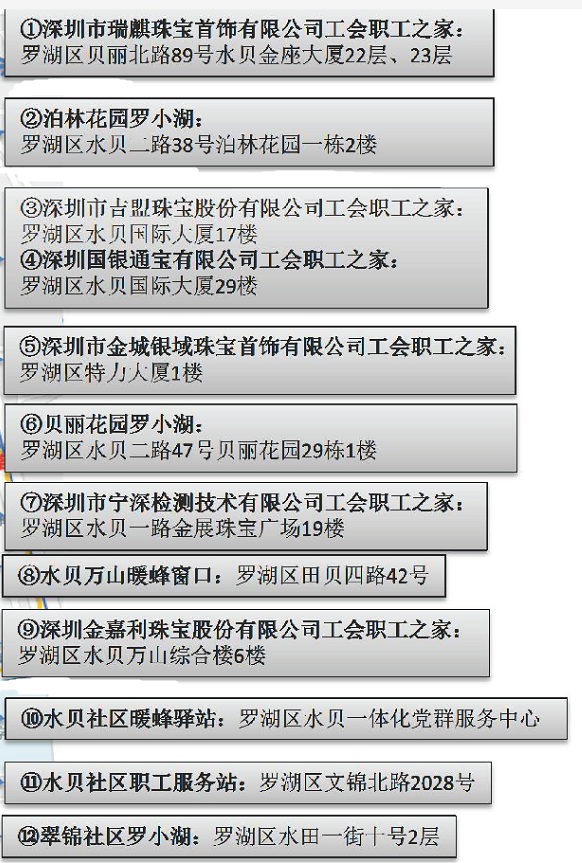 ①深圳市瑞麒珠宝首饰有限公司工会职工之家：
罗湖区贝丽北路89号水贝金座大厦22层、23层
②泊林花园罗小湖：
罗湖区水贝二路38号泊林花园一栋2楼
③深圳市吉盟珠宝股份有限公司工会职工之家：
罗湖区水贝国际大厦17楼
④深圳国银通宝有限公司工会职工之家：
罗湖区水贝国际大厦29楼
⑤深圳市金城银域珠宝首饰有限公司工会职工之家：
罗湖区特力大厦1楼
⑥贝丽花园罗小湖：
罗湖区水贝二路47号贝丽花园29栋1楼
⑦深圳市宁深检测技术有限公司工会职工之家：
罗湖区水贝一路金展珠宝广场19楼
⑧水贝万山暖蜂窗口：罗湖区田贝四路42号
⑨深圳金嘉利珠宝股份有限公司工会职工之家：
罗湖区水贝万山综合楼6楼
⑩水贝社区暖蜂驿站：罗湖区水贝一体化党群服务中心
⑪水贝社区职工服务站：罗湖区文锦北路2028号
⑫翠锦社区罗小湖：罗湖区水田一街十号2层